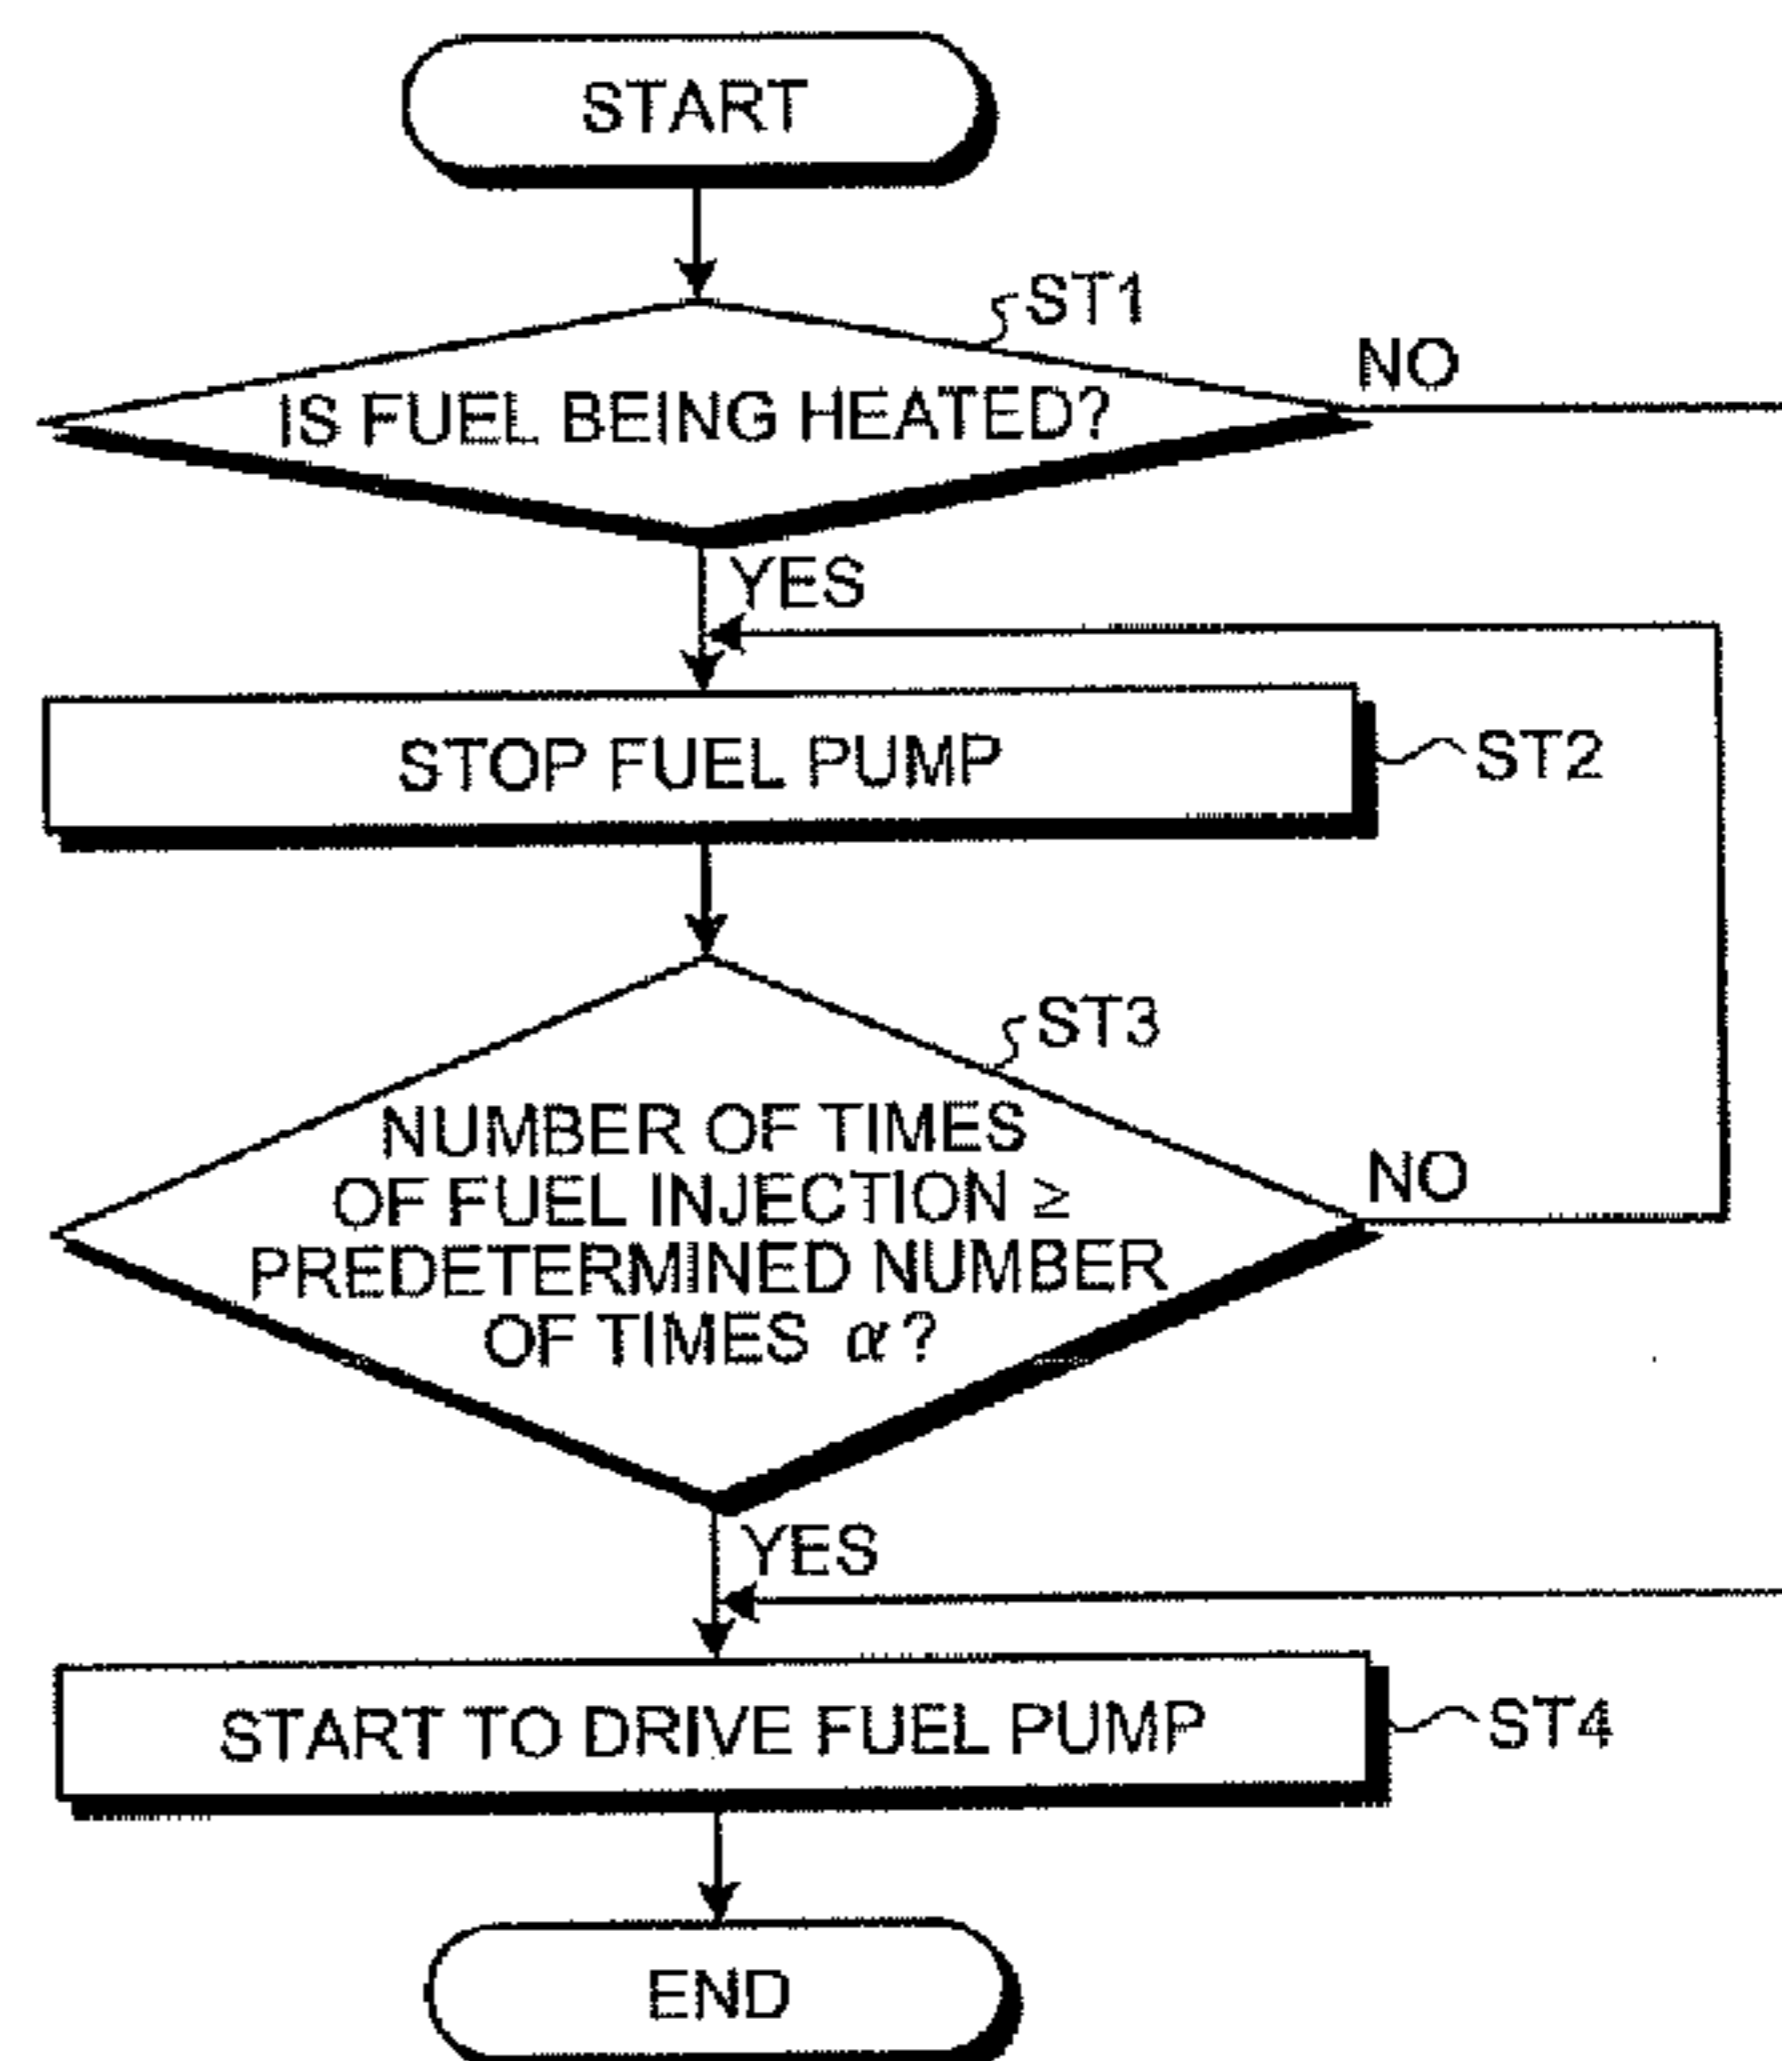 START
ST1
NO
IS FUEL BEING HEATED?
YES
STOP FUEL PUMP
ST2
ST3
NUMBER OF TIMES
OF FUEL INJECTION ≥
PREDETERMINED NUMBER
OF TIMES α?
NO
YES
START TO DRIVE FUEL PUMP
ST4
END